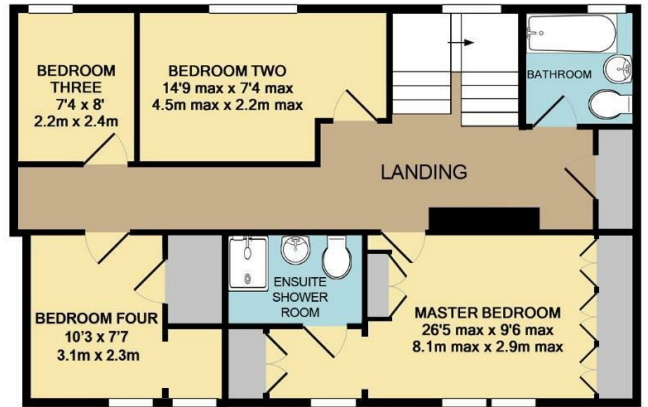 BEDROOM
THREE
7'4 x 8'
2.2m x 2.4m
BEDROOM TWO
14'9 max x 7'4 max
4.5m max x 2.2m max
BATHROOM
LANDING
BEDROOM FOUR
10'3 x 7'7
3.1m x 2.3m
ENSUITE
SHOWER
ROOM
MASTER BEDROOM
26'5 max x 9'6 max
8.1m max x 2.9m max